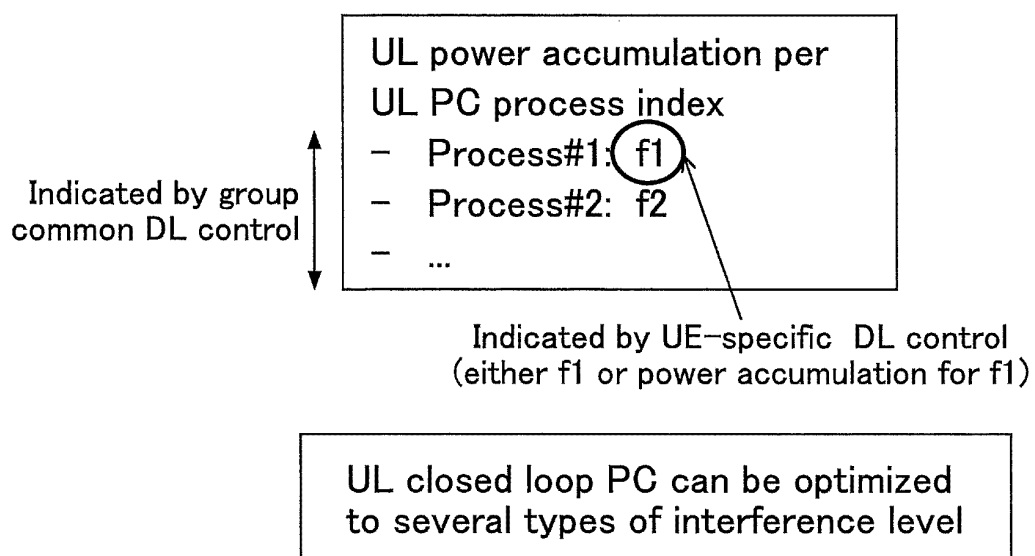 UL power accumulation per
UL PC process index
- Process#1: f1
- Process#2: f2
- ...
Indicated by group
common DL control
Indicated by UE-specific DL control
(either f1 or power accumulation for f1)
UL closed loop PC can be optimized
to several types of interference level